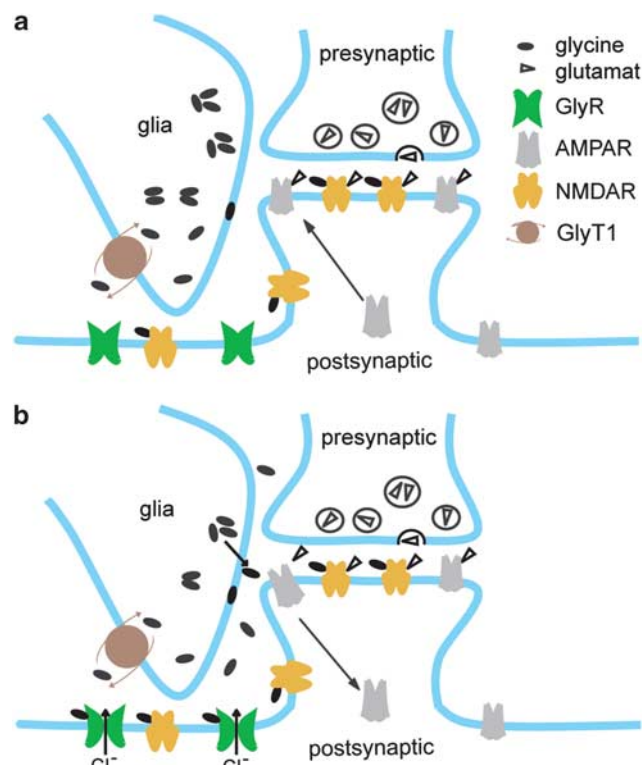 a
presynaptic
glia
glycine
glutamat
GlyR
AMPAR
NMDAR
GlyT1
postsynaptic
b
presynaptic
glia
postsynaptic
Cl⁻
Cl⁻